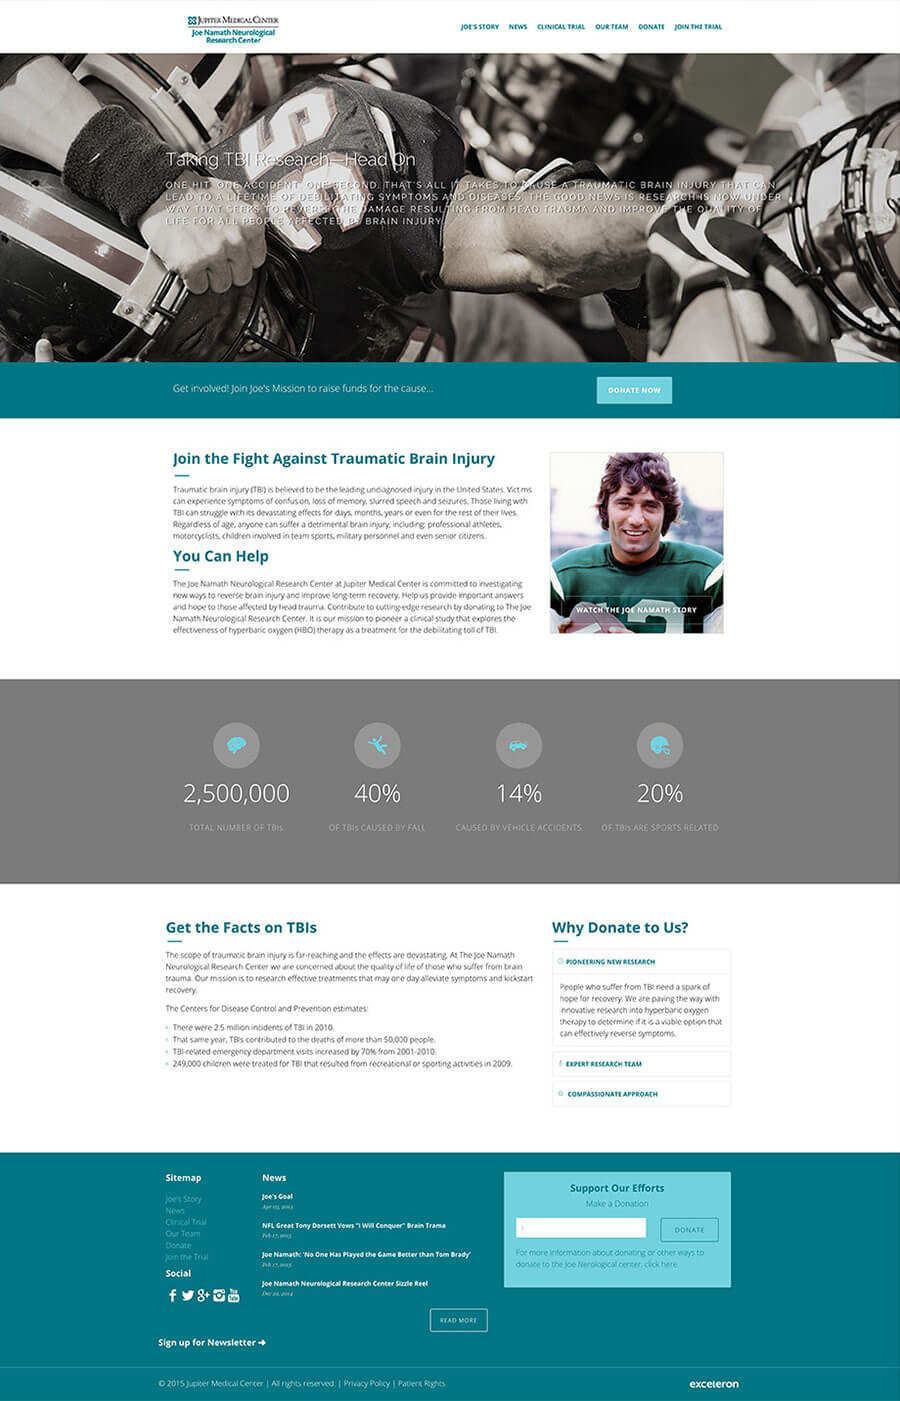 JUPITER MEDICAL CENTER
Joe Namath Neurological
Research Center
JOE'S STORY NEWS CLINICAL TRIAL OUR TEAM DONATE JOIN THE TRIAL
Taking TBI Research—Head On
ONE HIT. ONE ACCIDENT. ONE SECOND. THAT'S ALL IT TAKES TO CAUSE A TRAUMATIC BRAIN INJURY THAT CAN
LEAD TO A LIFETIME OF DEBILITATING SYMPTOMS AND DISEASES. THE GOOD NEWS IS RESEARCH IS NOW UNDER
WAY THAT SEEKS TO REVERSE THE DAMAGE RESULTING FROM HEAD TRAUMA AND IMPROVE THE QUALITY OF
LIFE FOR ALL PEOPLE AFFECTED BY BRAIN INJURY.
Get involved! Join Joe's Mission to raise funds for the cause...
DONATE NOW
Join the Fight Against Traumatic Brain Injury
Traumatic brain injury (TBI) is believed to be the leading undiagnosed injury in the United States. Victims
can experience symptoms of confusion, loss of memory, slurred speech and seizures. Those living with
TBI can struggle with its devastating effects for days, months, years or even for the rest of their lives.
Regardless of age, anyone can suffer a detrimental brain injury, including: professional athletes,
motorcyclists, children involved in team sports, military personnel and even senior citizens.
You Can Help
The Joe Namath Neurological Research Center at Jupiter Medical Center is committed to investigating
new ways to reverse brain injury and improve long-term recovery. Help us provide important answers
and hope to those affected by head trauma. Contribute to cutting-edge research by donating to The Joe
Namath Neurological Research Center. It is our mission to pioneer a clinical study that explores the
effectiveness of hyperbaric oxygen (HBO) therapy as a treatment for the debilitating toll of TBI.
WATCH THE JOE NAMATH STORY
2,500,000
TOTAL NUMBER OF TBIs
40%
OF TBIs CAUSED BY FALL
14%
CAUSED BY VEHICLE ACCIDENTS
20%
OF TBIs ARE SPORTS RELATED
Get the Facts on TBIs
The scope of traumatic brain injury is far-reaching and the effects are devastating. At The Joe Namath
Neurological Research Center we are concerned about the quality of life of those who suffer from brain
trauma. Our mission is to research effective treatments that may one day alleviate symptoms and kickstart
recovery.
The Centers for Disease Control and Prevention estimates:
There were 2.5 million incidents of TBI in 2010.
That same year, TBIs contributed to the deaths of more than 50,000 people.
TBI-related emergency department visits increased by 70% from 2001-2010.
249,000 children were treated for TBI that resulted from recreational or sporting activities in 2009.
Why Donate to Us?
PIONEERING NEW RESEARCH
People who suffer from TBI need a spark of
hope for recovery. We are paving the way with
innovative research into hyperbaric oxygen
therapy to determine if it is a viable option that
can effectively reverse symptoms.
EXPERT RESEARCH TEAM
COMPASSIONATE APPROACH
Sitemap
Joe's Story
News
Clinical Trial
Our Team
Donate
Join the Trial
Social
Sign up for Newsletter
News
Joe's Goal
Apr 03, 2015
NFL Great Tony Dorsett Vows "I Will Conquer" Brain Trama
Feb 17, 2015
Joe Namath: 'No One Has Played the Game Better than Tom Brady'
Feb 17, 2015
Joe Namath Neurological Research Center Sizzle Reel
Dec 22, 2014
READ MORE
Support Our Efforts
Make a Donation
DONATE
For more information about donating or other ways to
donate to the Joe Nerological center, click here
© 2015 Jupiter Medical Center | All rights reserved. | Privacy Policy | Patient Rights
exceleron